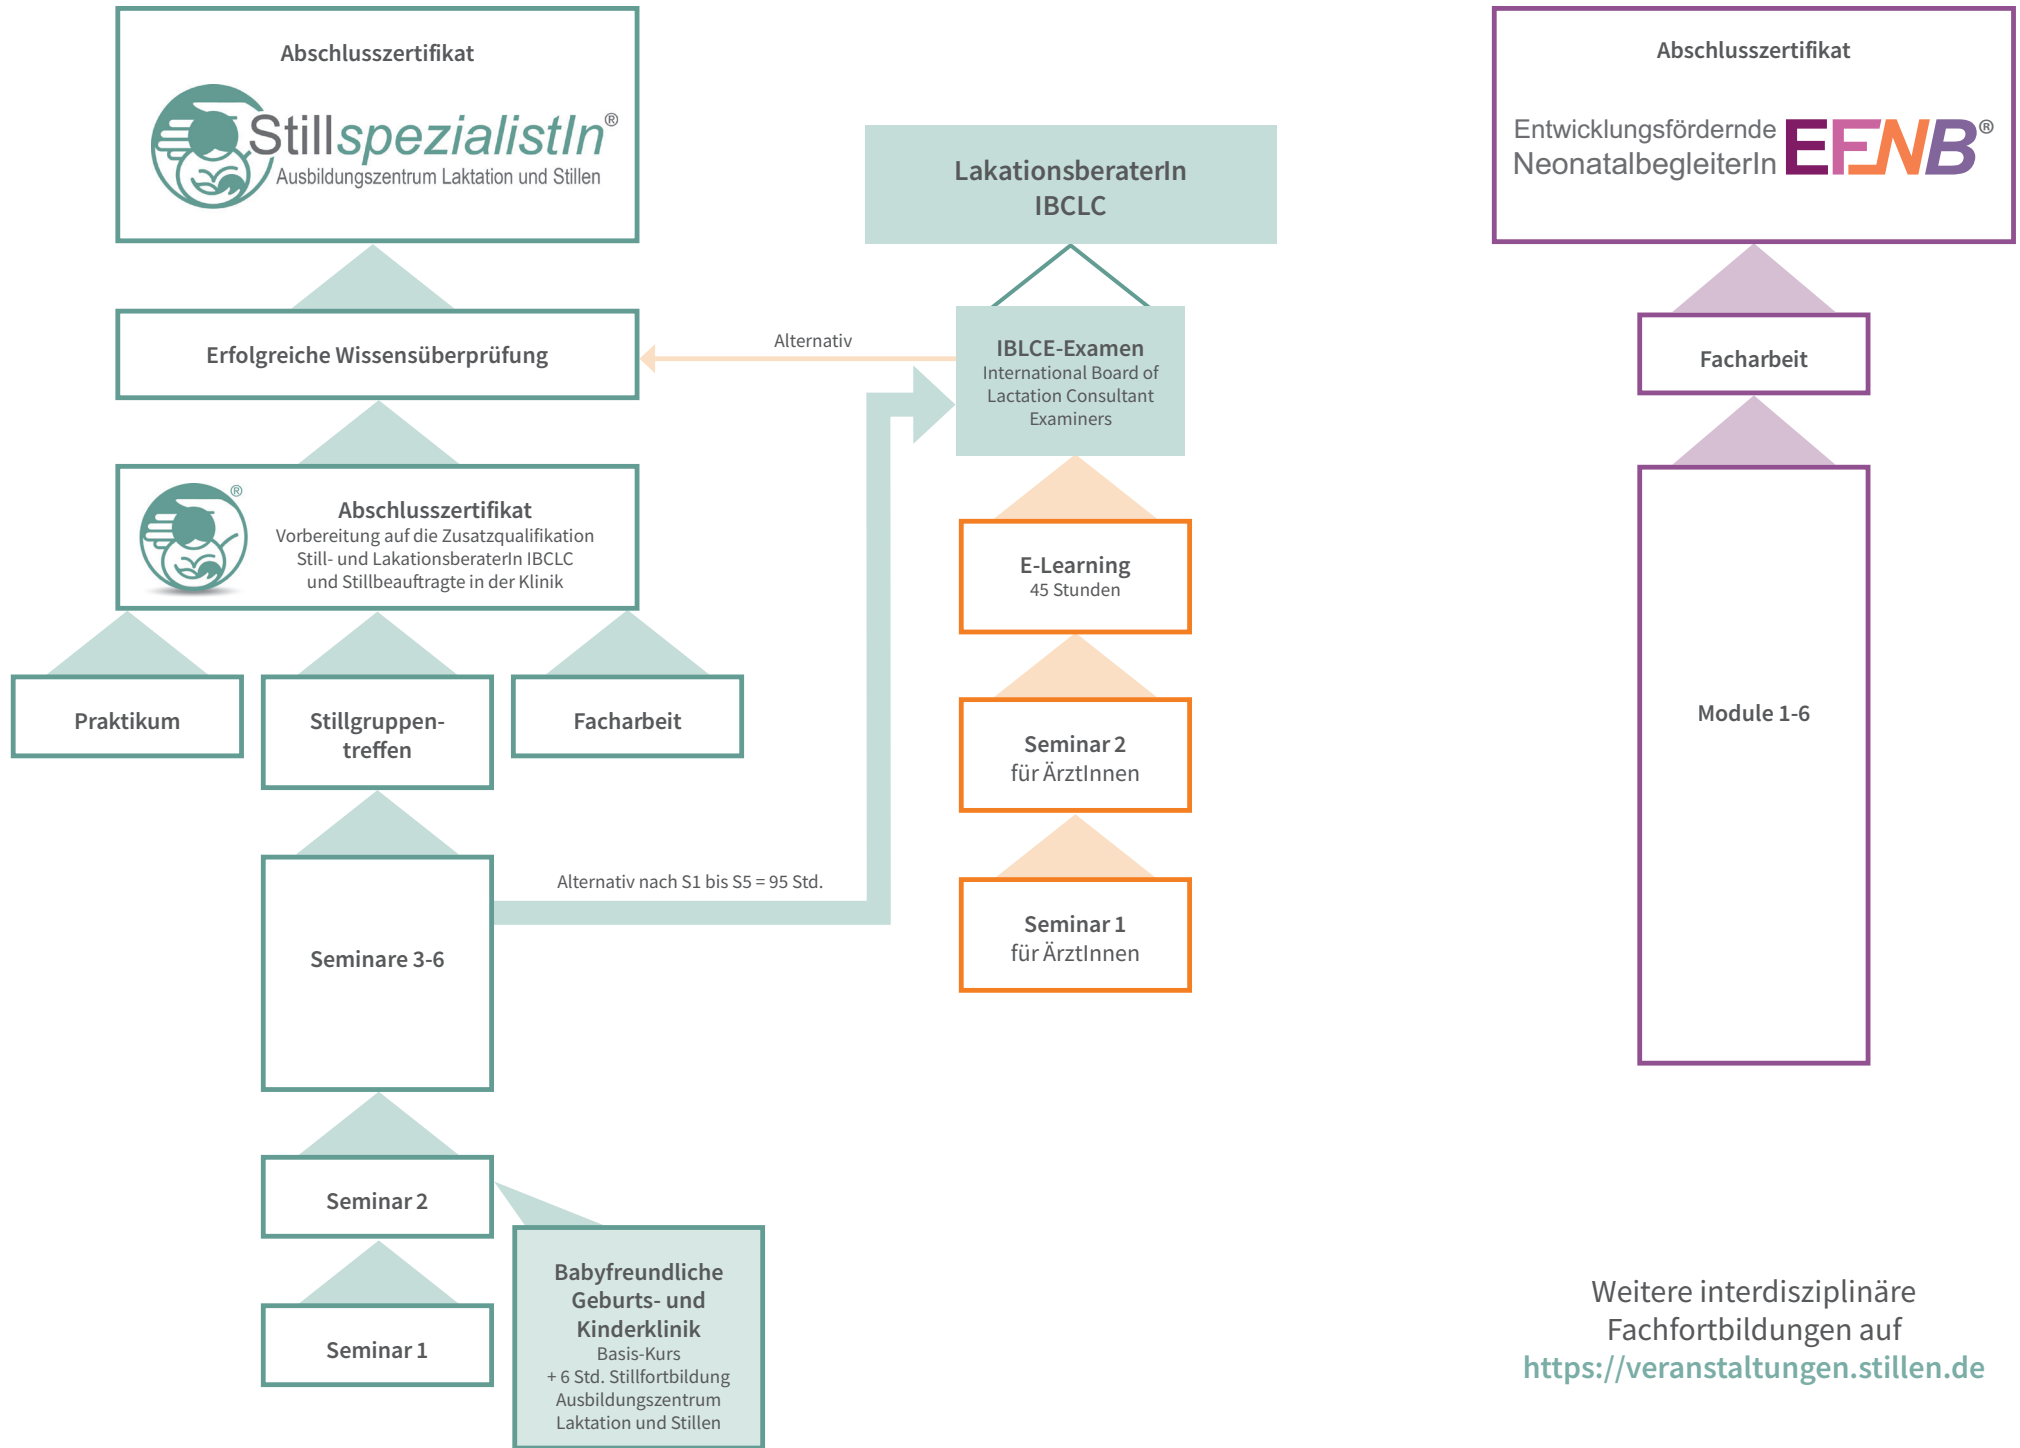 Abschlusszertifikat
StillspezialistIn®
Ausbildungszentrum Laktation und Stillen
Erfolgreiche Wissensüberprüfung
®
Abschlusszertifikat
Vorbereitung auf die Zusatzqualifikation
Still- und LakationsberaterIn IBCLC
und Stillbeauftragte in der Klinik
Praktikum
Stillgruppen-
treffen
Facharbeit
Seminare 3-6
Seminar 2
Seminar 1
Babyfreundliche
Geburts- und
Kinderklinik
Basis-Kurs
+ 6 Std. Stillfortbildung
Ausbildungszentrum
Laktation und Stillen
Alternativ
Alternativ nach S1 bis S5 = 95 Std.
LakationsberaterIn
IBCLC
IBLCE-Examen
International Board of
Lactation Consultant
Examiners
E-Learning
45 Stunden
Seminar 2
für ÄrztInnen
Seminar 1
für ÄrztInnen
Abschlusszertifikat
Entwicklungsfördernde
NeonatalbegleiterIn EFNB®
Facharbeit
Module 1-6
Weitere interdisziplinäre
Fachfortbildungen auf
https://veranstaltungen.stillen.de